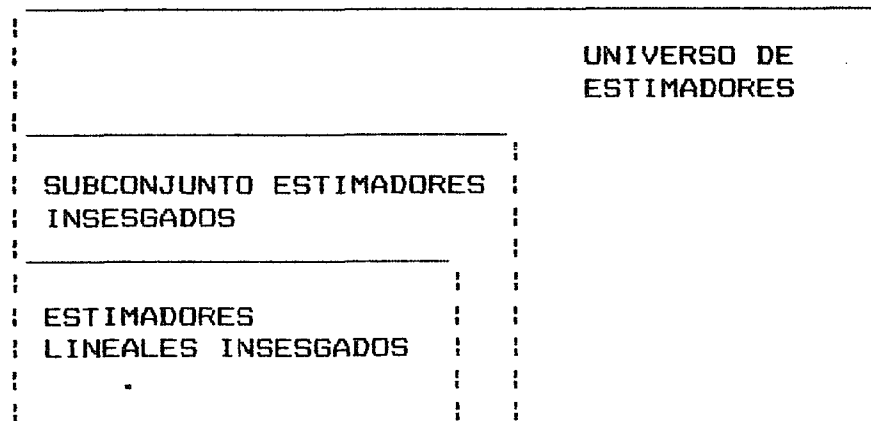 UNIVERSO DE
ESTIMADORES
SUBCONJUNTO ESTIMADORES
INSESGADOS
ESTIMADORES
LINEALES INSESGADOS